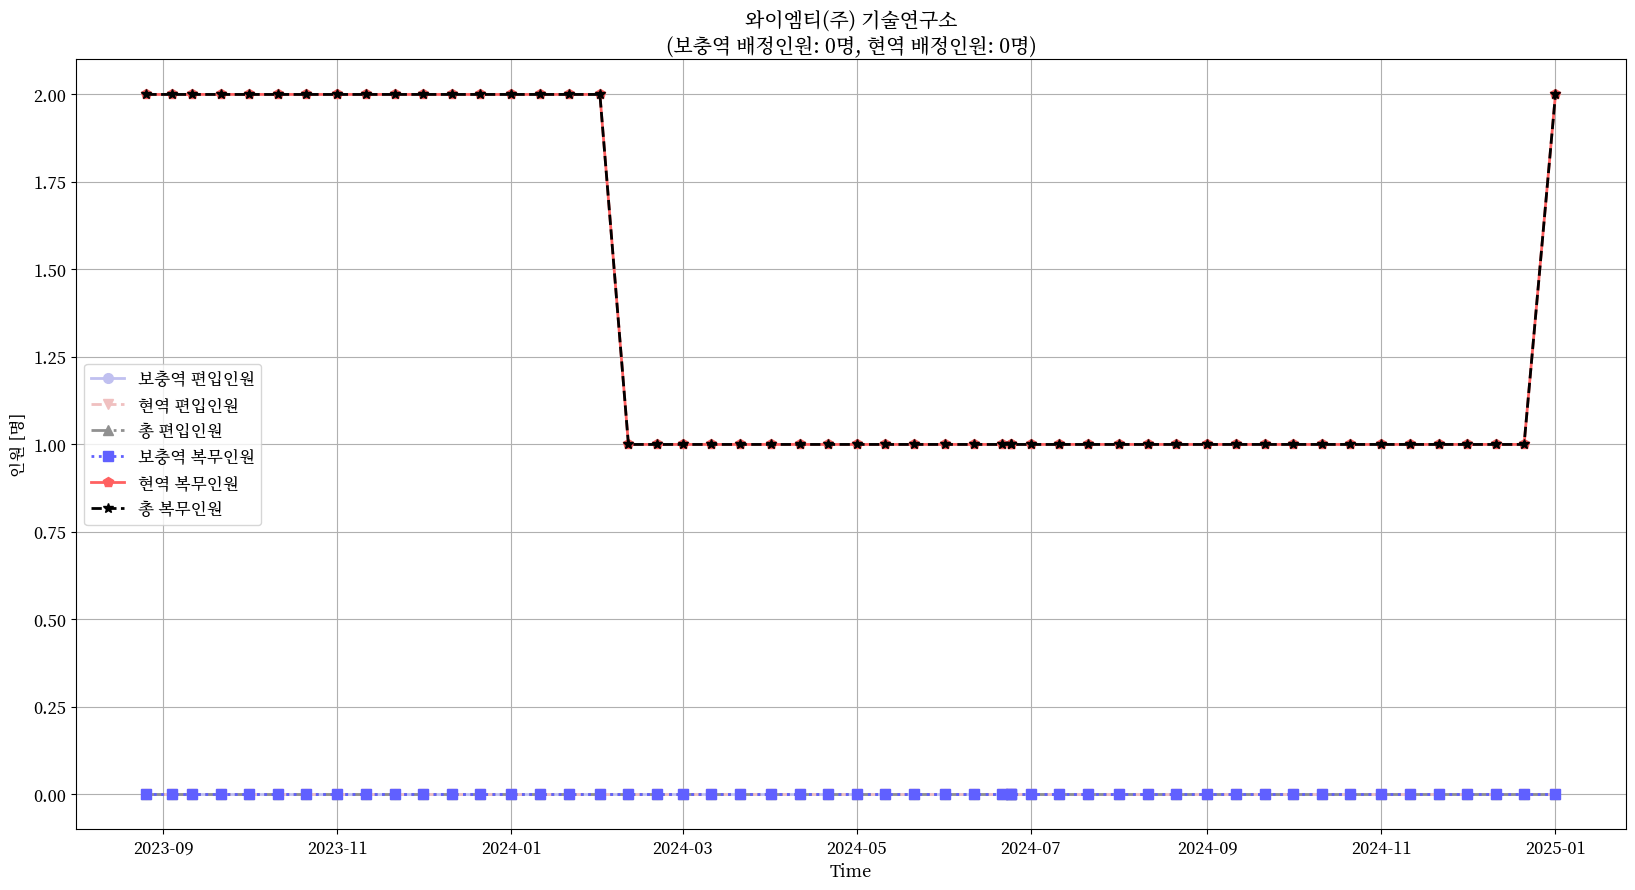 와이엠티(주) 기술연구소
(보충역 배정인원: 0명, 현역 배정인원: 0명)
인원 [명]
2.00
1.75
1.50
1.25
1.00
0.75
0.50
0.25
0.00
보충역 편입인원
현역 편입인원
총 편입인원
보충역 복무인원
현역 복무인원
총 복무인원
2023-09
2023-11
2024-01
2024-03
2024-05
2024-07
2024-09
2024-11
2025-01
Time